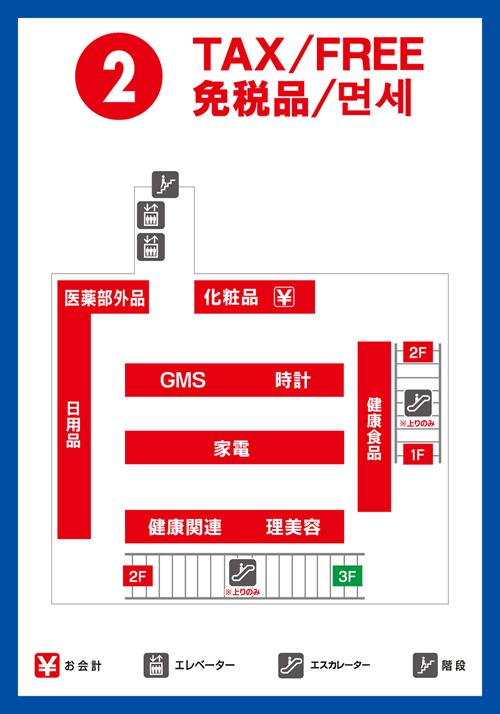 2
TAX/FREE
免税品/면세
医薬部外品
化粧品 ¥
GMS 時計
2F
※上りのみ
1F
日用品
健康食品
家電
健康関連 理美容
2F
※上りのみ
3F
¥ お会計
エレベーター
エスカレーター
階段